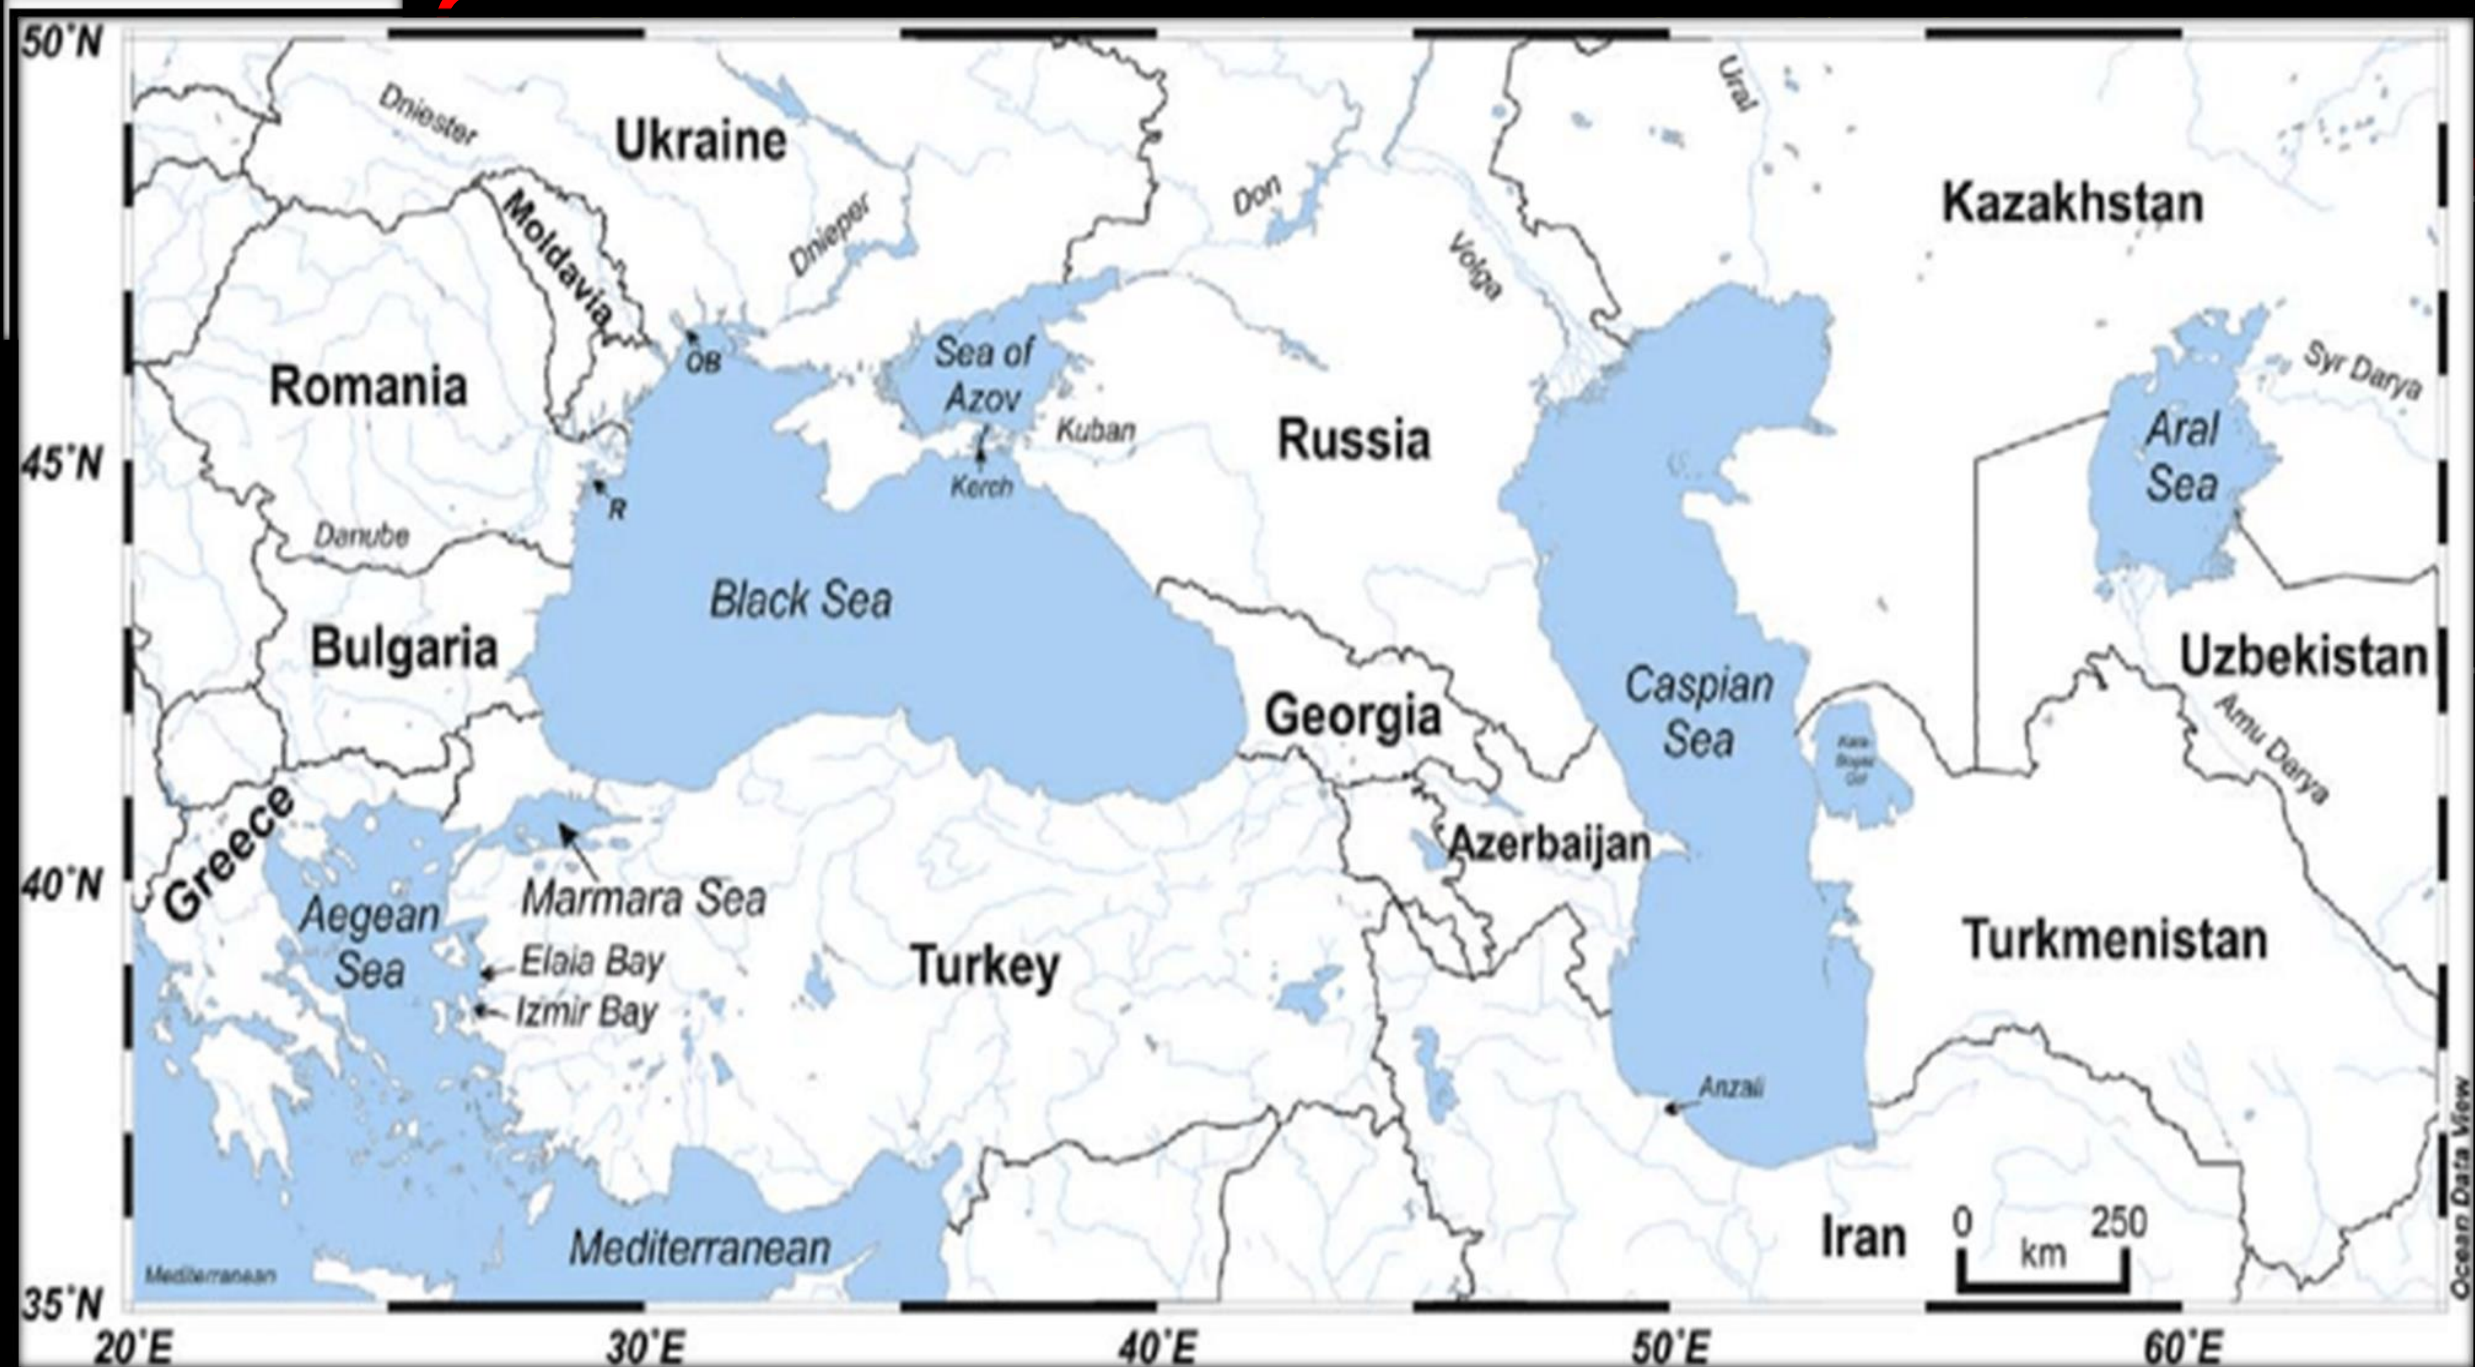 50°N
Ural
Dniester
Ukraine
Don
Kazakhstan
Moldavia
Dnieper
Volga
OB
Sea of
Azov
Syr Darya
Romania
Kuban
Russia
Aral
Sea
45°N
Kerch
R
Danube
Black Sea
Bulgaria
Caspian
Sea
Uzbekistan
Georgia
Amu Darya
Kara-
Bogaz
Gol
Greece
Azerbaijan
40°N
Marmara Sea
Aegean
Sea
Elaia Bay
Izmir Bay
Turkey
Turkmenistan
Anzali
Iran
0 250
km
Mediterranean
Mediterranean
Ocean Data View
35°N
20°E 30°E 40°E 50°E 60°E